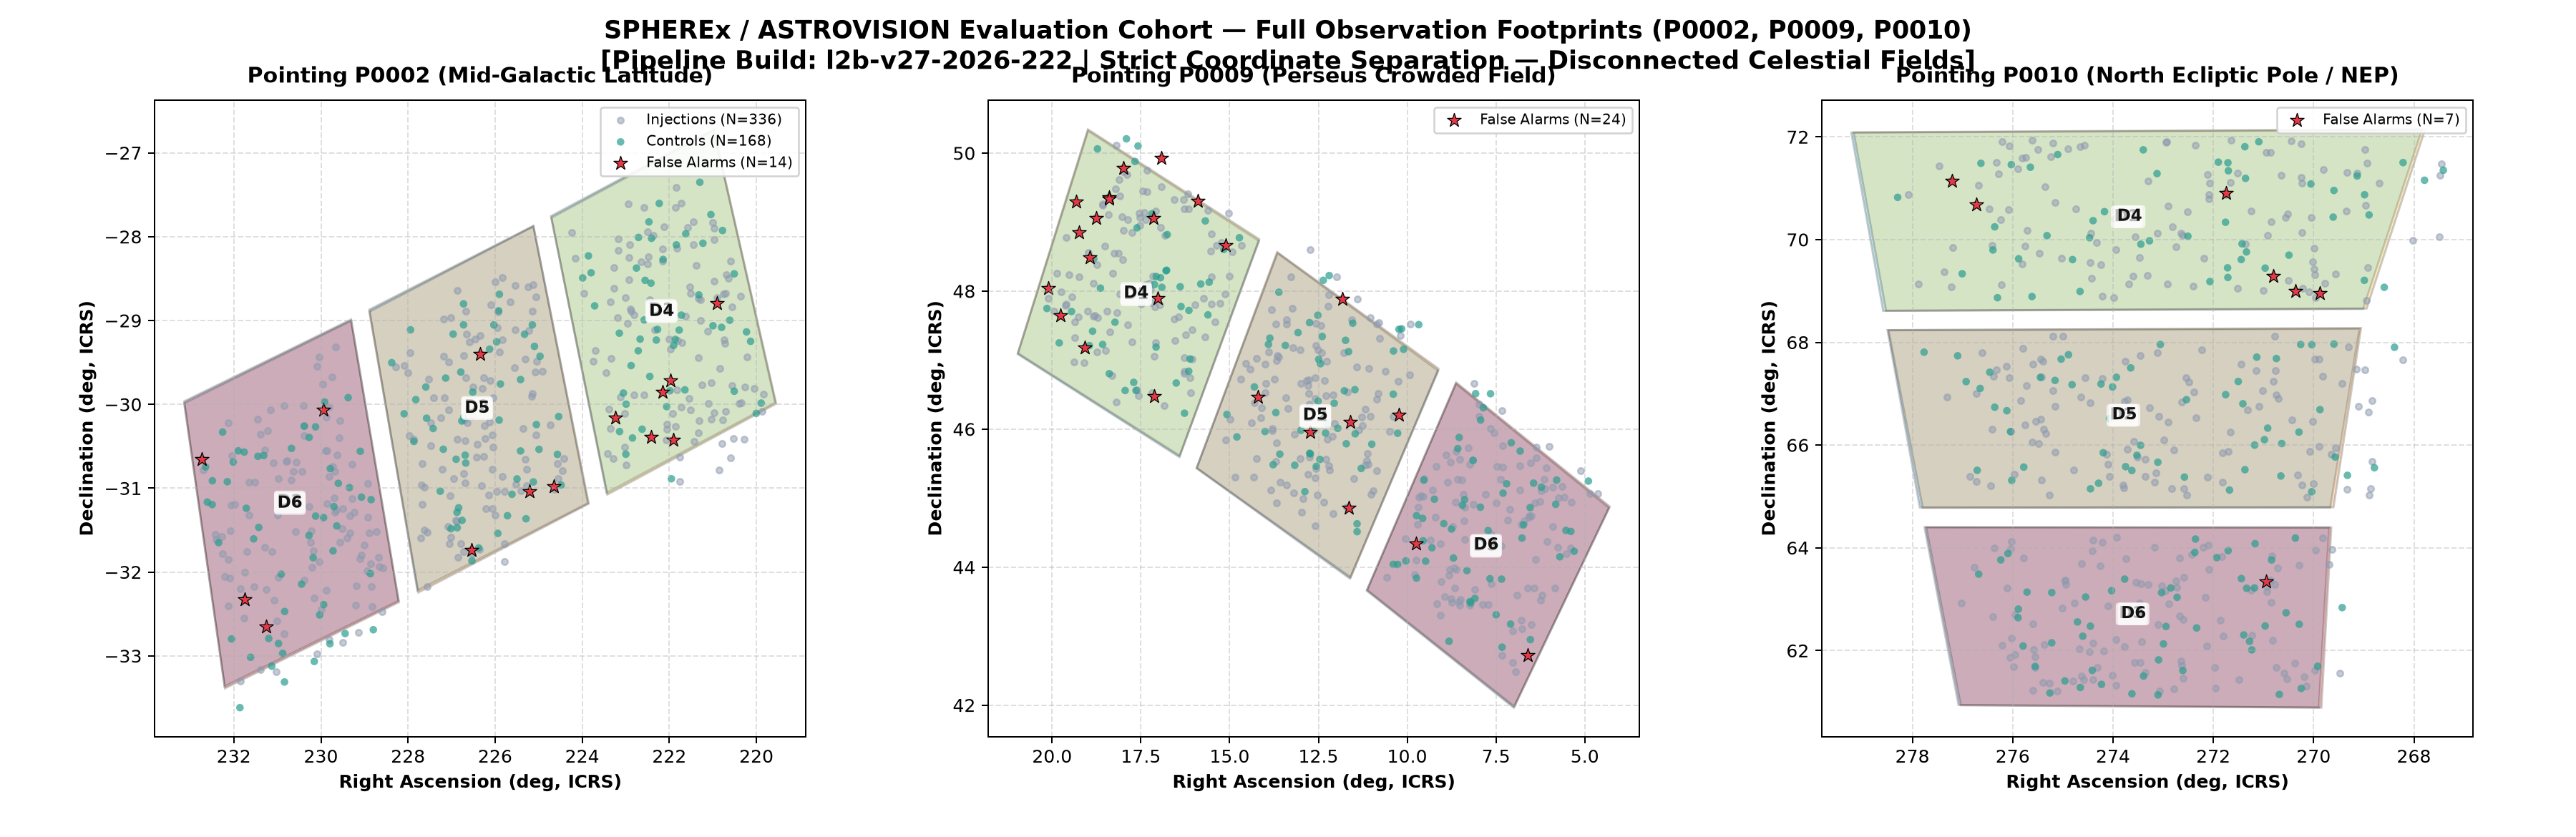 SPHEREx / ASTROVISION Evaluation Cohort — Full Observation Footprints (P0002, P0009, P0010)
[Pipeline Build: l2b-v27-2026-222 | Strict Coordinate Separation — Disconnected Celestial Fields]
Pointing P0002 (Mid-Galactic Latitude)
Injections (N=336)
Controls (N=168)
False Alarms (N=14)
−27
−28
−29
−30
−31
−32
−33
D4
D5
D6
232
230
228
226
224
222
220
Declination (deg, ICRS)
Right Ascension (deg, ICRS)
Pointing P0009 (Perseus Crowded Field)
False Alarms (N=24)
50
48
46
44
42
D4
D5
D6
20.0
17.5
15.0
12.5
10.0
7.5
5.0
Declination (deg, ICRS)
Right Ascension (deg, ICRS)
Pointing P0010 (North Ecliptic Pole / NEP)
False Alarms (N=7)
72
70
68
66
64
62
D4
D5
D6
278
276
274
272
270
268
Declination (deg, ICRS)
Right Ascension (deg, ICRS)